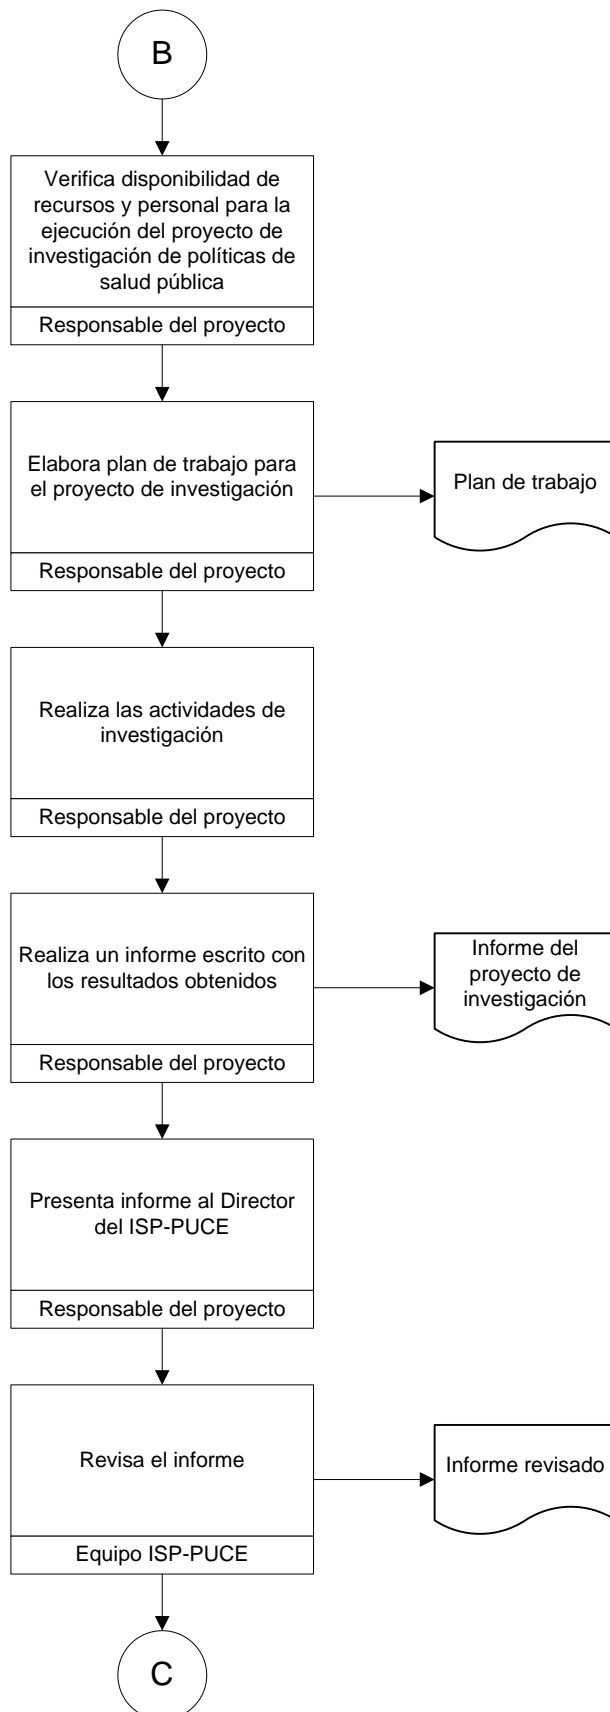 B
Verifica disponibilidad de
recursos y personal para la
ejecución del proyecto de
investigación de políticas de
salud pública
Responsable del proyecto
Elabora plan de trabajo para
el proyecto de investigación
Responsable del proyecto
Plan de trabajo
Realiza las actividades de
investigación
Responsable del proyecto
Realiza un informe escrito con
los resultados obtenidos
Responsable del proyecto
Informe del
proyecto de
investigación
Presenta informe al Director
del ISP-PUCE
Responsable del proyecto
Revisa el informe
Equipo ISP-PUCE
Informe revisado
C